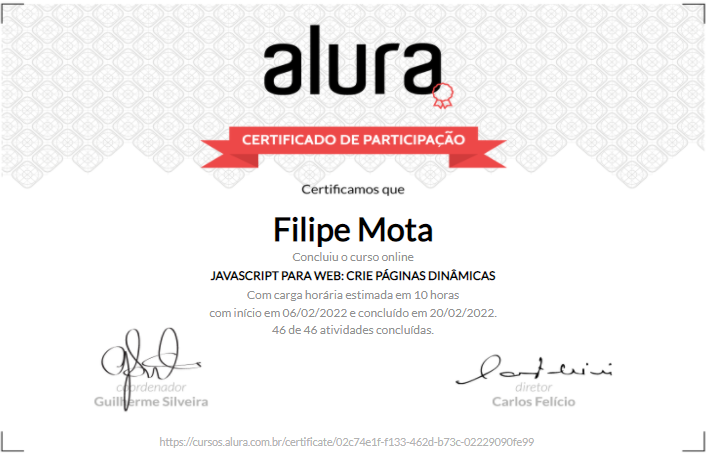 alura
CERTIFICADO DE PARTICIPAÇÃO
Certificamos que
Filipe Mota
Concluiu o curso online
JAVASCRIPT PARA WEB: CRIE PÁGINAS DINÂMICAS
Com carga horária estimada em 10 horas
com início em 06/02/2022 e concluído em 20/02/2022.
46 de 46 atividades concluídas.
coordenador
Guilherme Silveira
diretor
Carlos Felício
https://cursos.alura.com.br/certificate/02c74e1f-f133-462d-b73c-02229090fe99